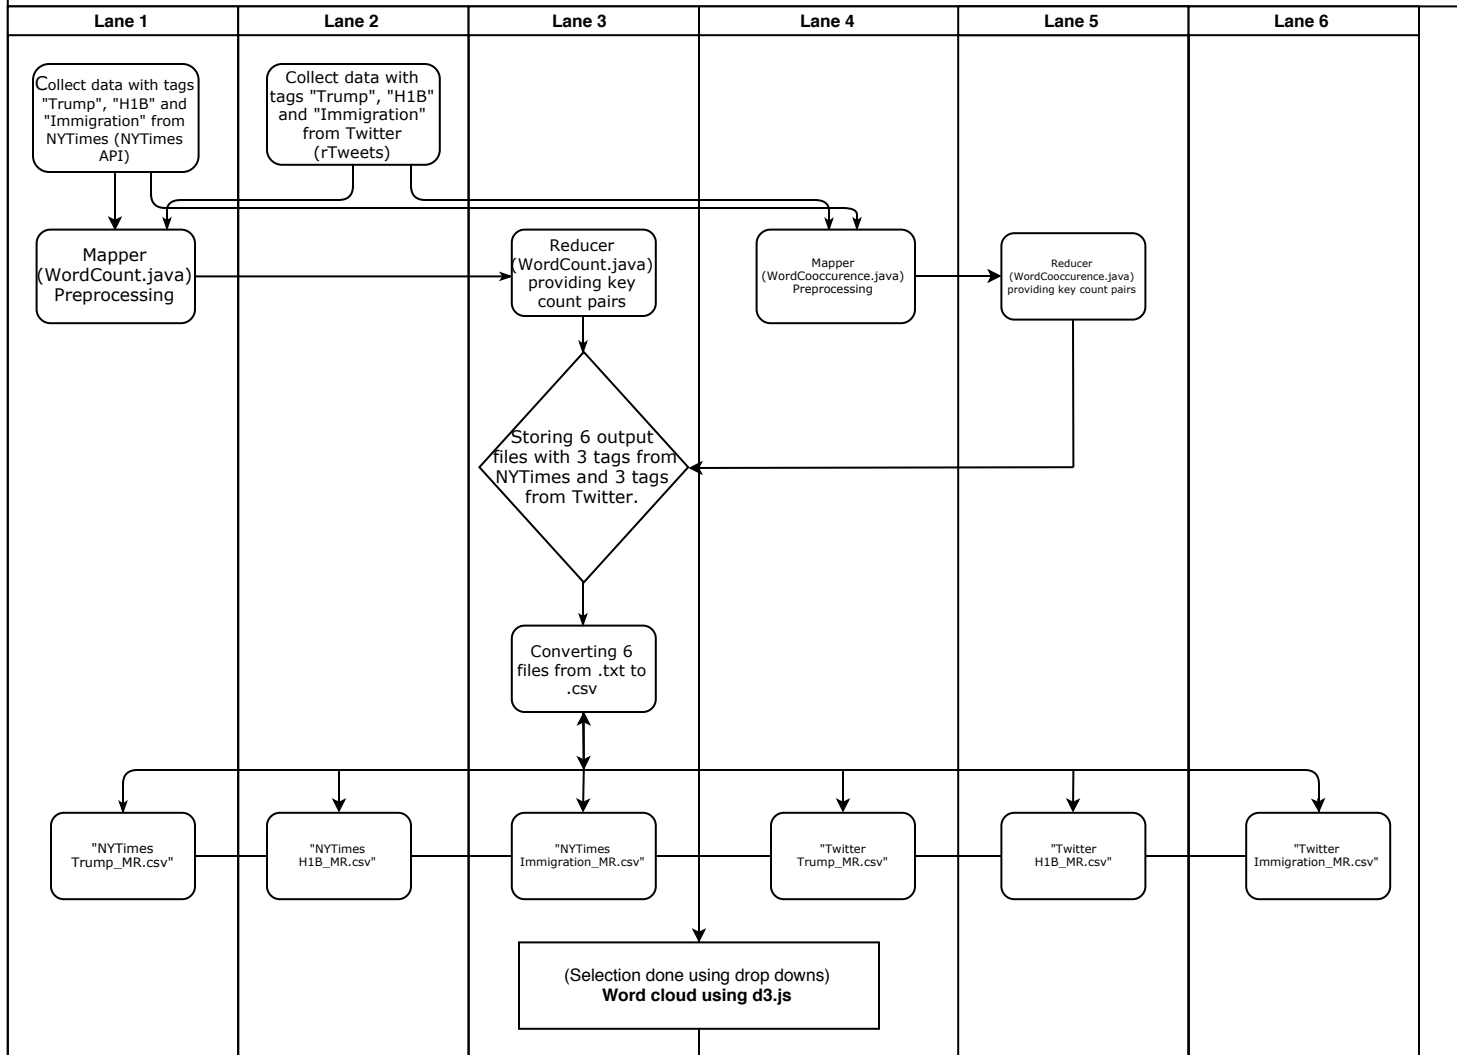 Lane 1
Lane 2
Lane 3
Lane 4
Lane 5
Lane 6
Collect data with tags
"Trump", "H1B" and
"Immigration" from
NYTimes (NYTimes
API)
Collect data with
tags "Trump", "H1B"
and "Immigration"
from Twitter
(rTweets)
Mapper
(WordCount.java)
Preprocessing
Reducer
(WordCount.java)
providing key
count pairs
Mapper
(WordCooccurence.java)
Preprocessing
Reducer
(WordCooccurence.java)
providing key count pairs
Storing 6 output
files with 3 tags from
NYTimes and 3 tags
from Twitter.
Converting 6
files from .txt to
.csv
"NYTimes
Trump_MR.csv"
"NYTimes
H1B_MR.csv"
"NYTimes
Immigration_MR.csv"
"Twitter
Trump_MR.csv"
"Twitter
H1B_MR.csv"
"Twitter
Immigration_MR.csv"
(Selection done using drop downs)
Word cloud using d3.js